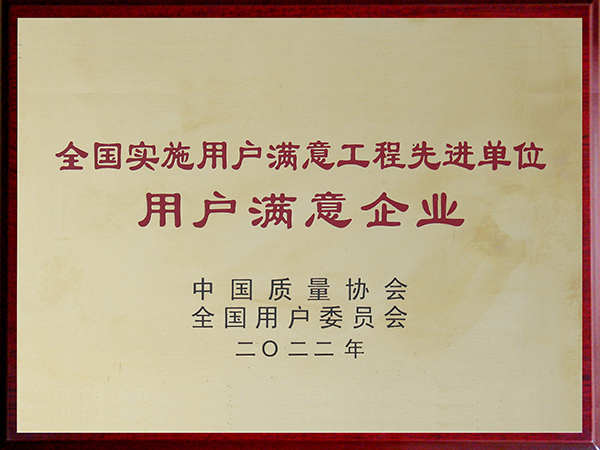 全国实施用户满意工程先进单位
用户满意企业
中国质量协会
全国用户委员会
二〇二二年